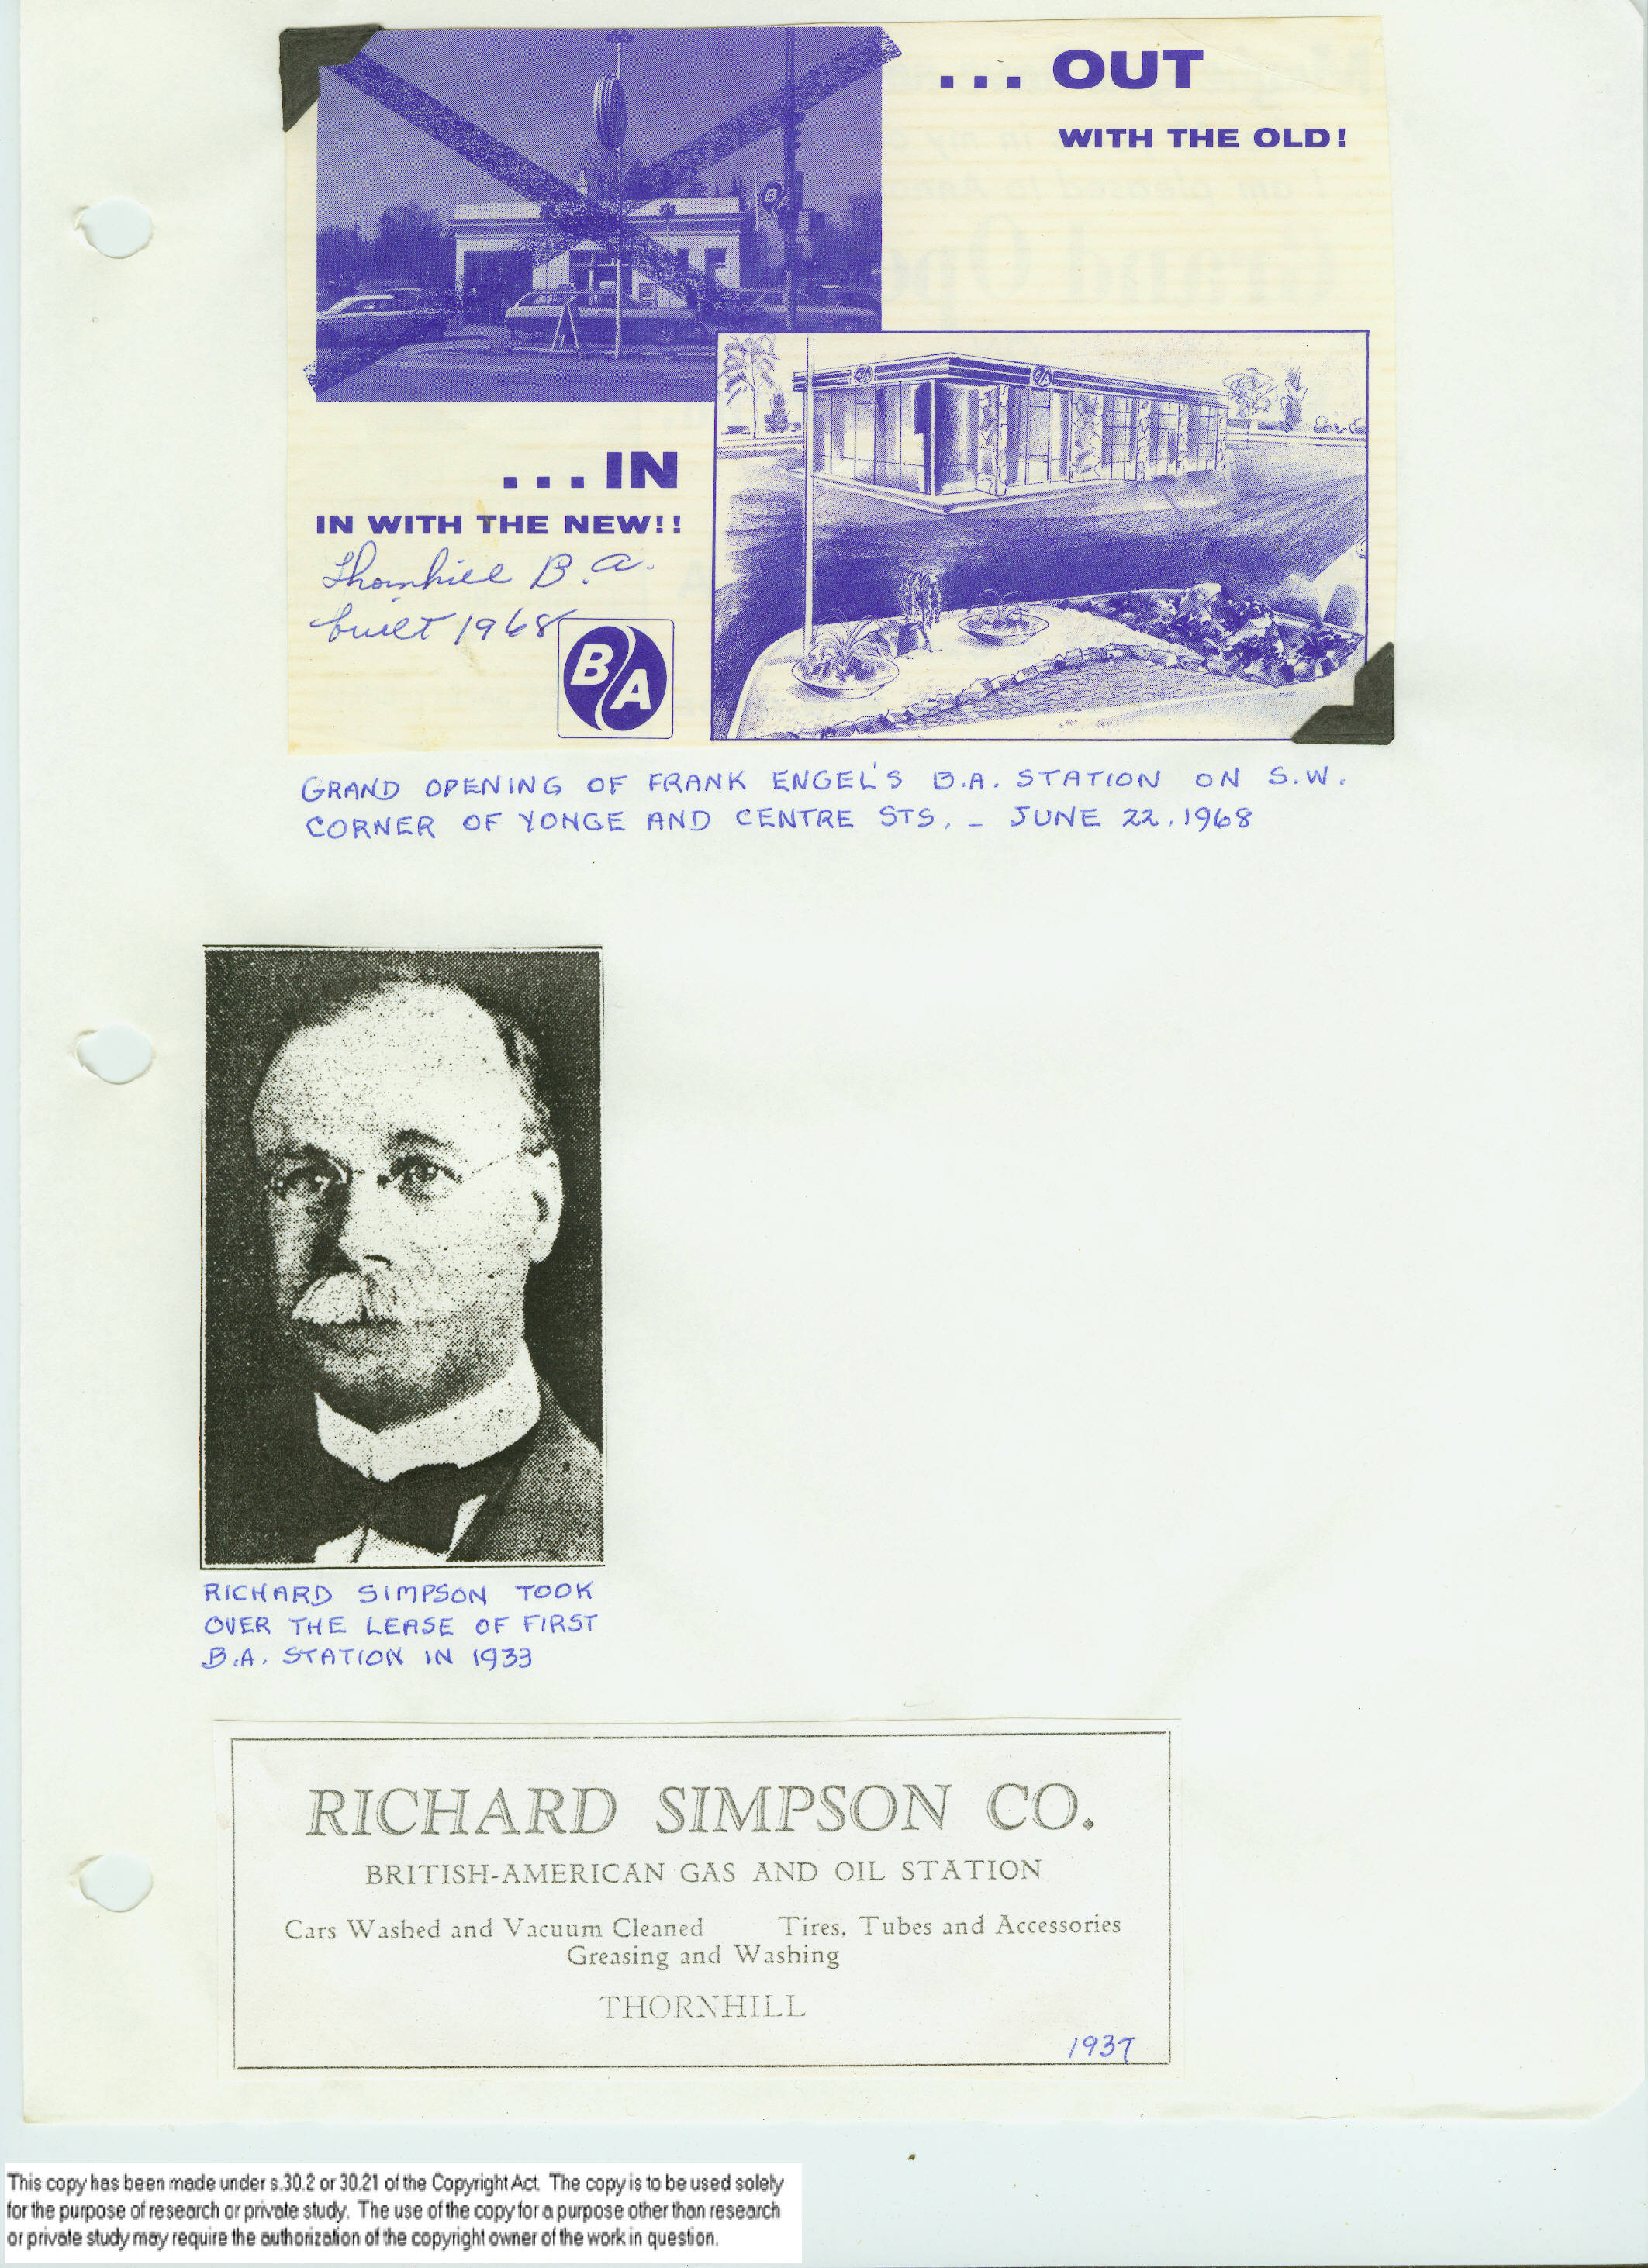 ... OUT
WITH THE OLD!
BA
BA
BA
... IN
IN WITH THE NEW!!
Thornhill B.A.
built 1968
BA
GRAND OPENING OF FRANK ENGEL'S B.A. STATION ON S.W.
CORNER OF YONGE AND CENTRE STS. – JUNE 22, 1968
RICHARD SIMPSON TOOK
OVER THE LEASE OF FIRST
B.A. STATION IN 1933
RICHARD SIMPSON CO.
BRITISH-AMERICAN GAS AND OIL STATION
Cars Washed and Vacuum Cleaned Tires, Tubes and Accessories
Greasing and Washing
THORNHILL
1937
This copy has been made under s.30.2 or 30.21 of the Copyright Act. The copy is to be used solely
for the purpose of research or private study. The use of the copy for a purpose other than research
or private study may require the authorization of the copyright owner of the work in question.